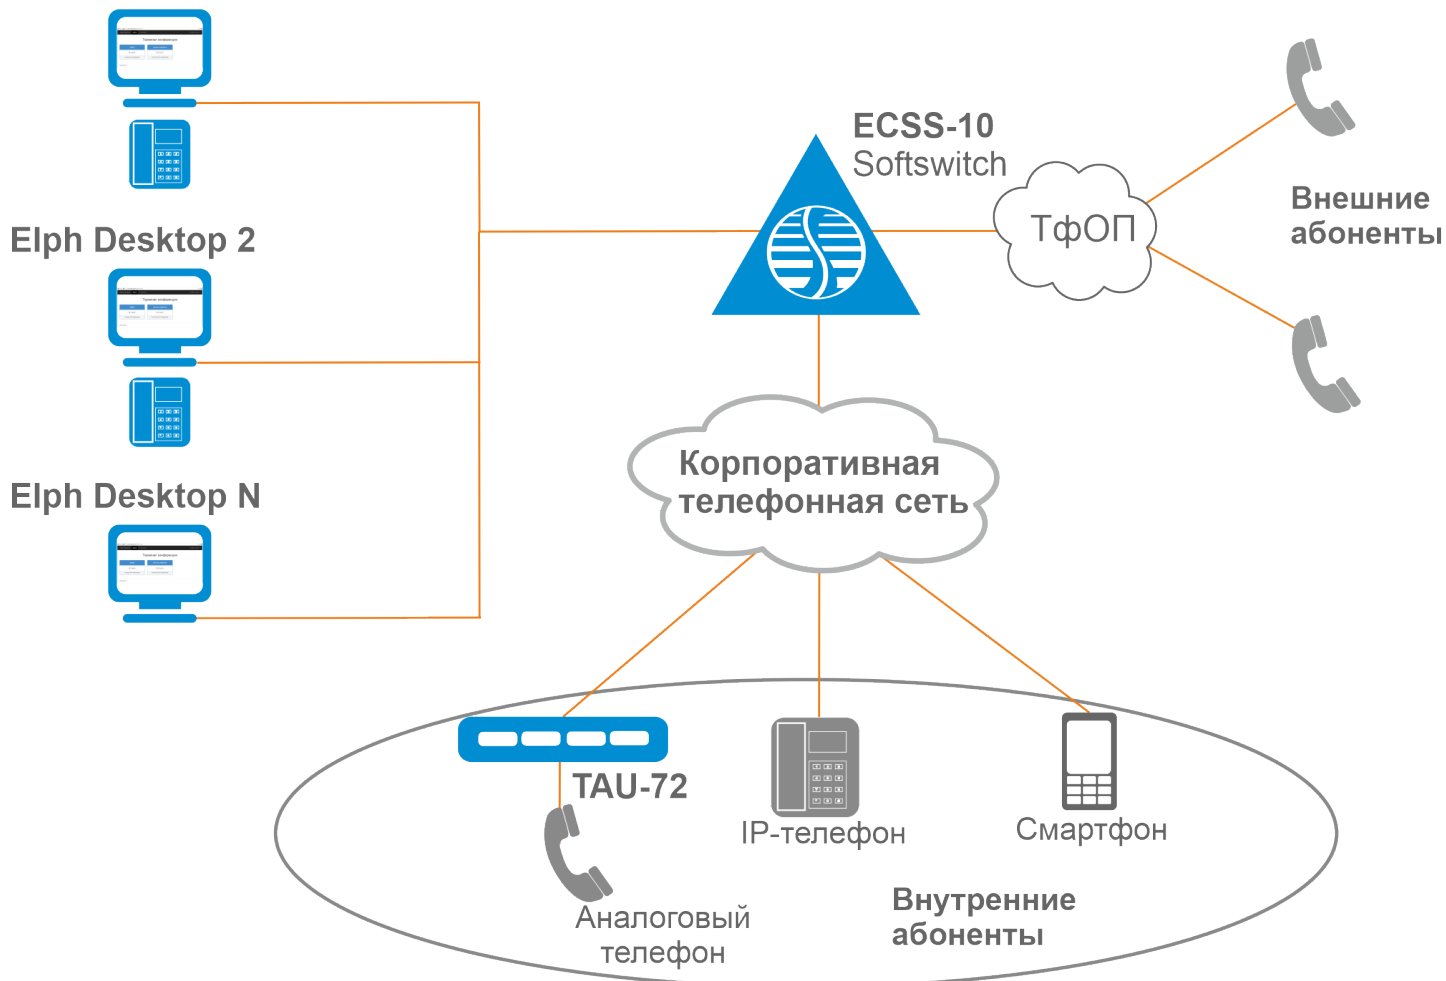 ECSS-10
Softswitch
ТфОП
Внешние
абоненты
Elph Desktop 2
Elph Desktop N
Корпоративная
телефонная сеть
TAU-72
IP-телефон
Смартфон
Аналоговый
телефон
Внутренние
абоненты